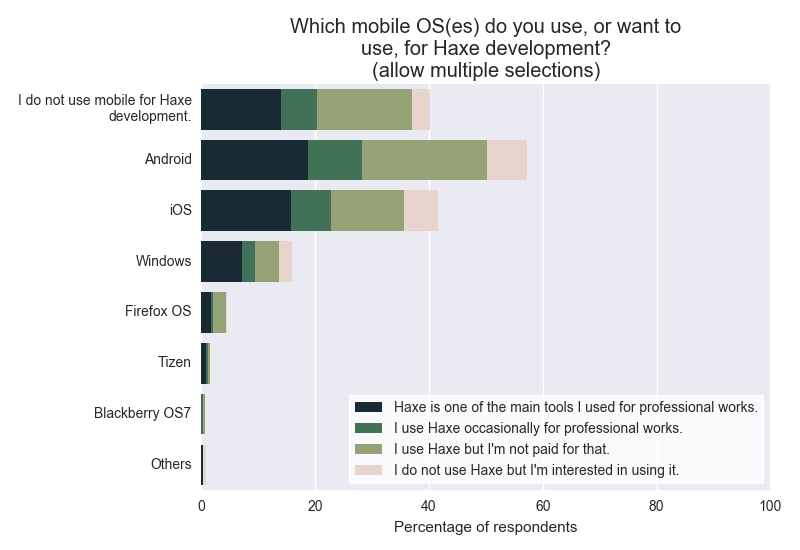 Which mobile OS(es) do you use, or want to
use, for Haxe development?
(allow multiple selections)
I do not use mobile for Haxe
development.
Android
iOS
Windows
Firefox OS
Tizen
Blackberry OS7
Others
Haxe is one of the main tools I used for professional works.
I use Haxe occasionally for professional works.
I use Haxe but I'm not paid for that.
I do not use Haxe but I'm interested in using it.
0 20 40 60 80 100
Percentage of respondents